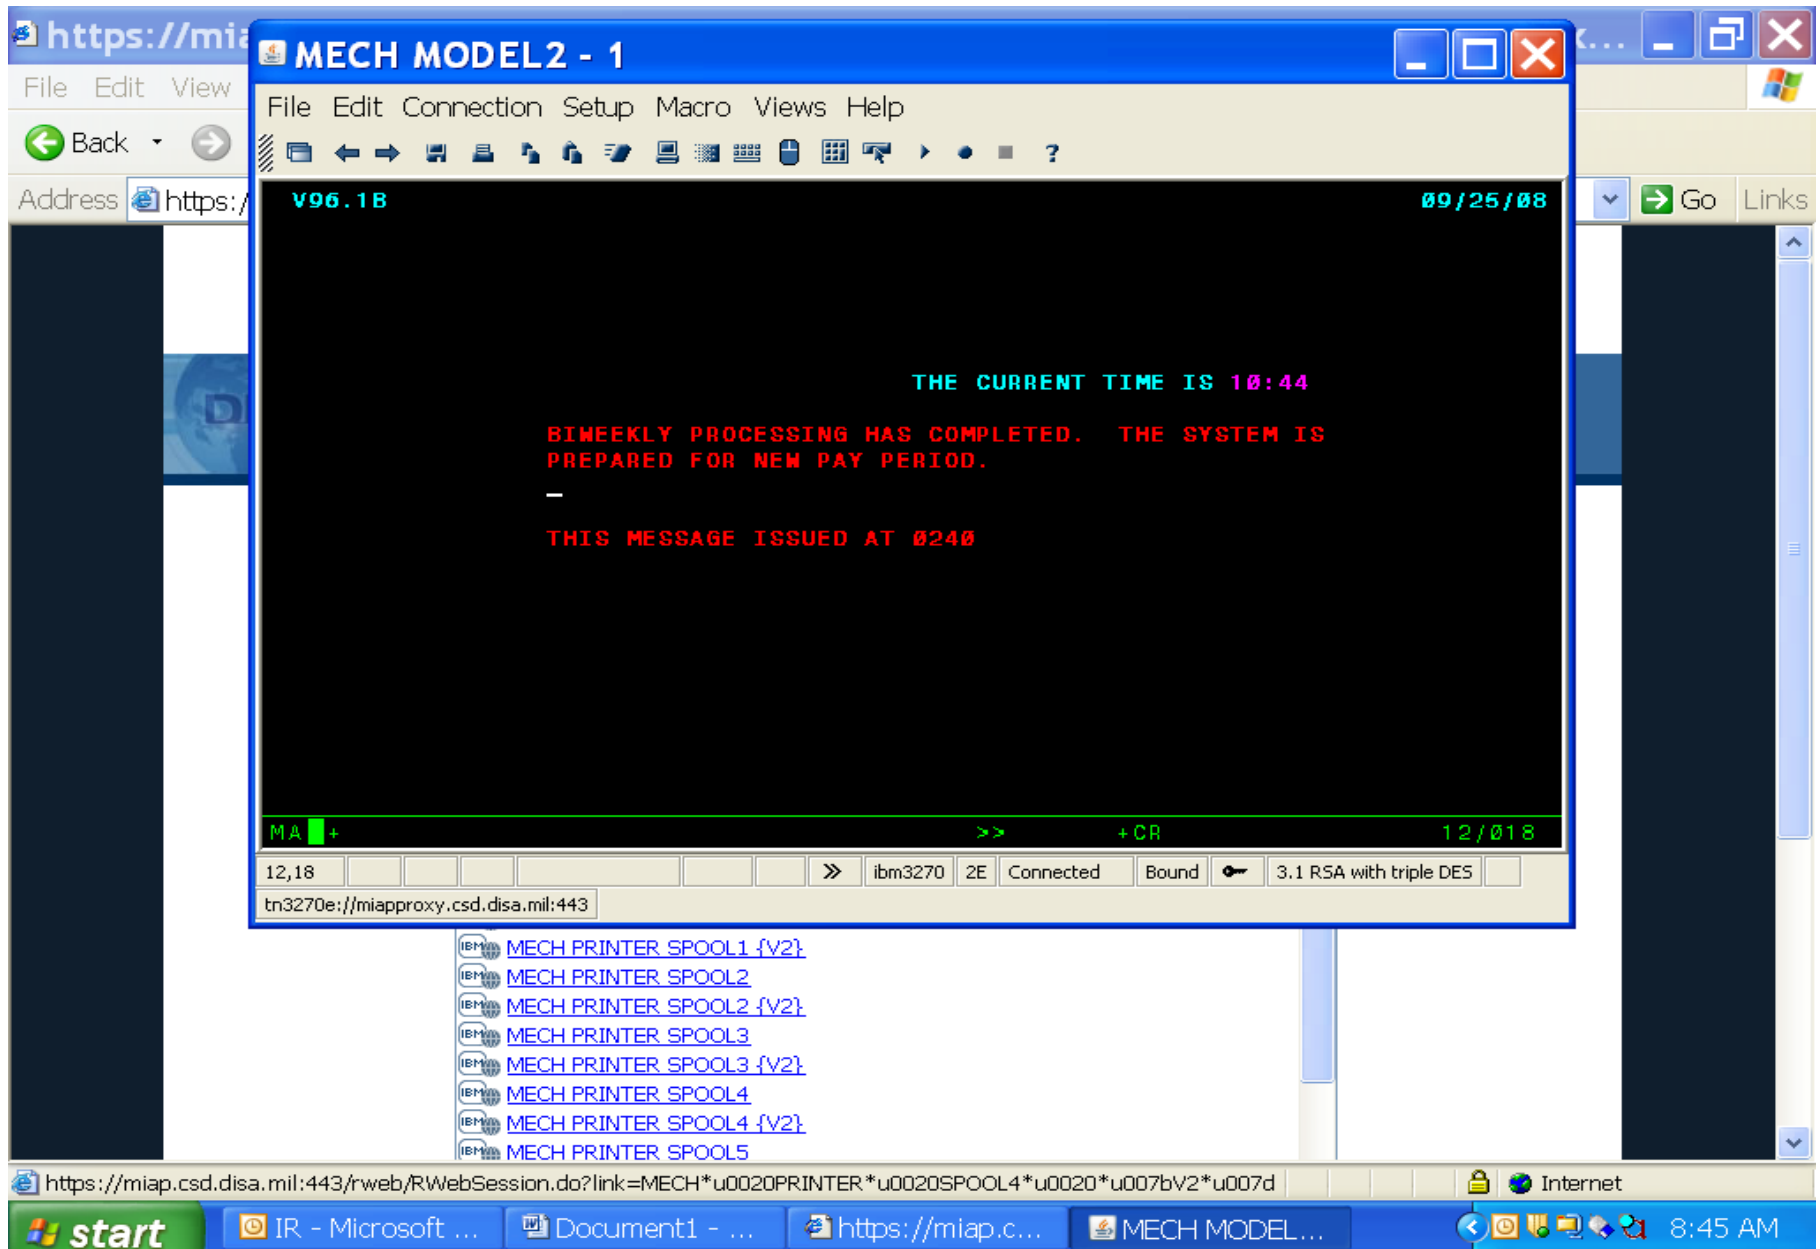 https://mia
MECH MODEL2 - 1
File Edit View
File Edit Connection Setup Macro Views Help
Back
Address https:/
Go Links
V96.1B 09/25/08
THE CURRENT TIME IS 10:44
BIWEEKLY PROCESSING HAS COMPLETED. THE SYSTEM IS
PREPARED FOR NEW PAY PERIOD.
THIS MESSAGE ISSUED AT 0240
MA + >> +CR 12/018
12,18 ibm3270 2E Connected Bound 3.1 RSA with triple DES
tn3270e://miapproxy.csd.disa.mil:443
MECH PRINTER SPOOL1 {V2}
MECH PRINTER SPOOL2
MECH PRINTER SPOOL2 {V2}
MECH PRINTER SPOOL3
MECH PRINTER SPOOL3 {V2}
MECH PRINTER SPOOL4
MECH PRINTER SPOOL4 {V2}
MECH PRINTER SPOOL5
https://miap.csd.disa.mil:443/rweb/RWebSession.do?link=MECH*u0020PRINTER*u0020SPOOL4*u0020*u007bV2*u007d Internet
start IR - Microsoft ... Document1 - ... https://miap.c... MECH MODEL... 8:45 AM